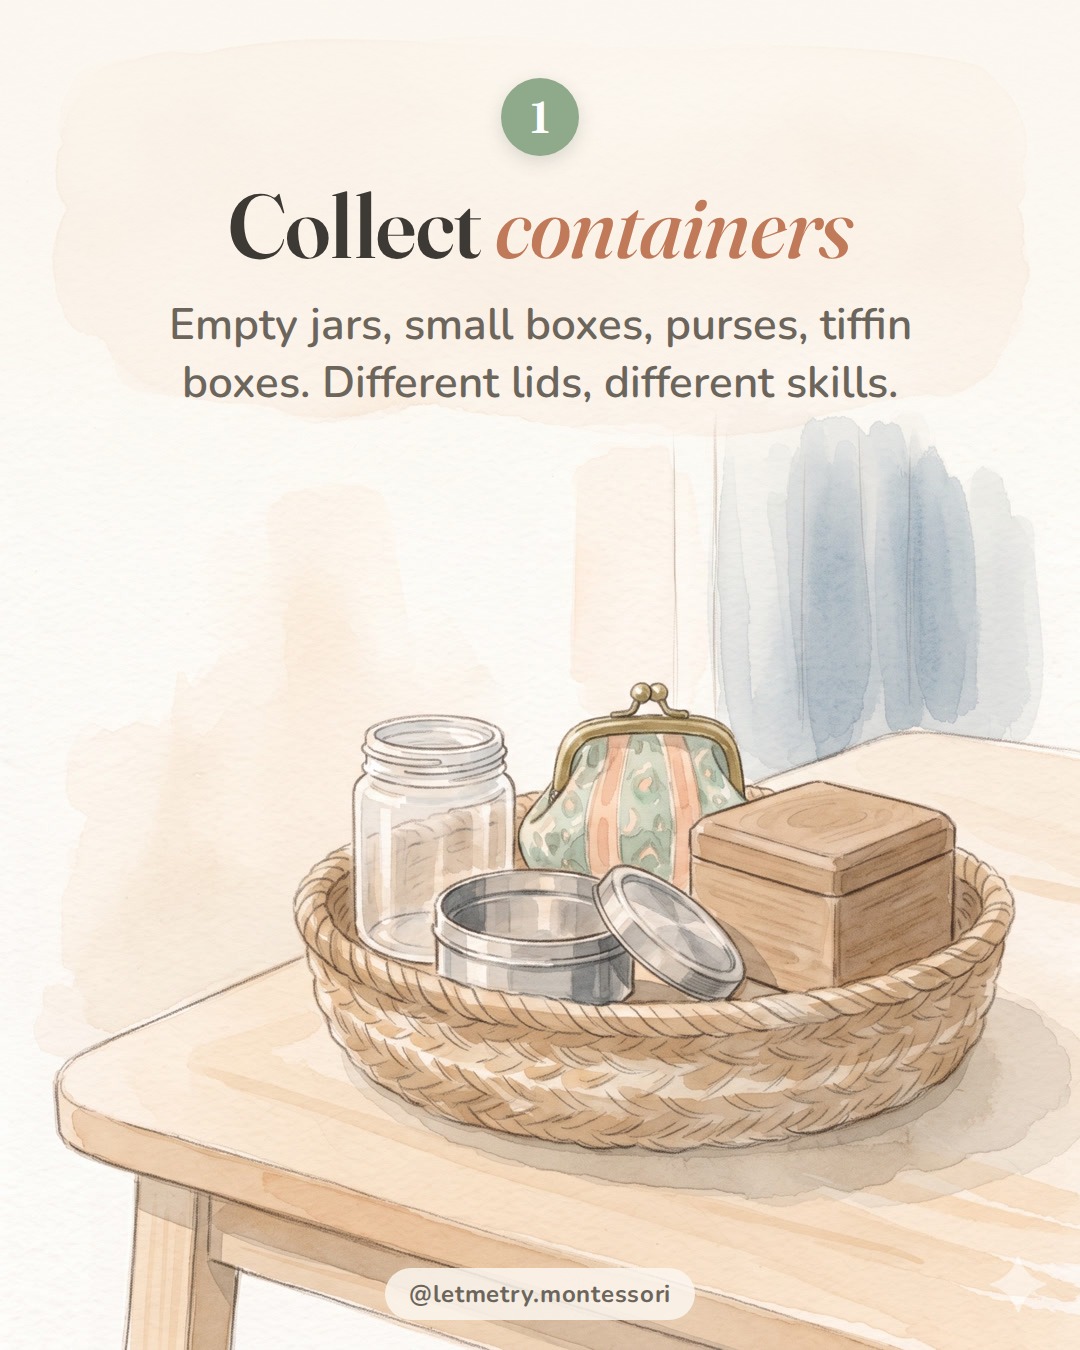 1
Collect containers
Empty jars, small boxes, purses, tiffin
boxes. Different lids, different skills.
@letmetry.montessori